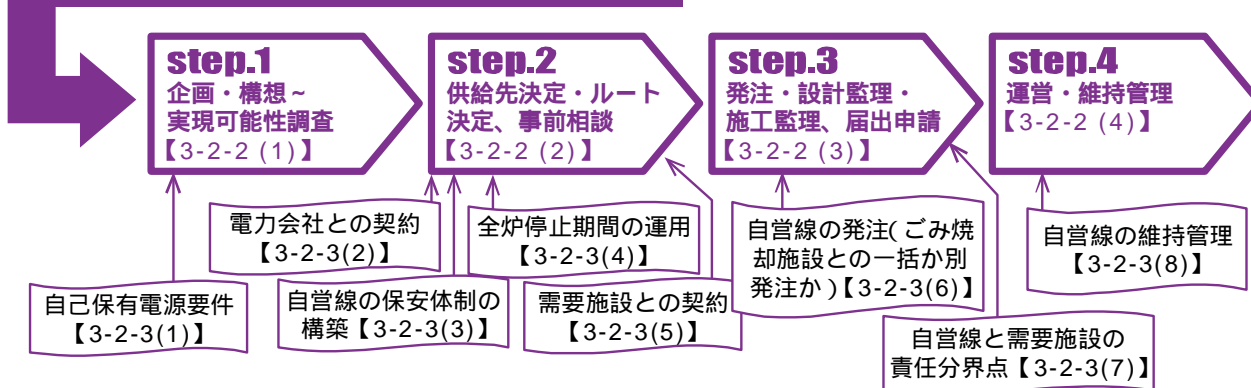 step.1
企画・構想～
実現可能性調査
【3-2-2 (1)】
step.2
供給先決定・ルート
決定、事前相談
【3-2-2 (2)】
step.3
発注・設計監理・
施工監理、届出申請
【3-2-2 (3)】
step.4
運営・維持管理
【3-2-2 (4)】
電力会社との契約
【3-2-3(2)】
全炉停止期間の運用
【3-2-3(4)】
自営線の発注(ごみ焼
却施設との一括か別
発注か)【3-2-3(6)】
自営線の維持管理
【3-2-3(8)】
自己保有電源要件
【3-2-3(1)】
自営線の保安体制の
構築【3-2-3(3)】
需要施設との契約
【3-2-3(5)】
自営線と需要施設の
責任分界点【3-2-3(7)】